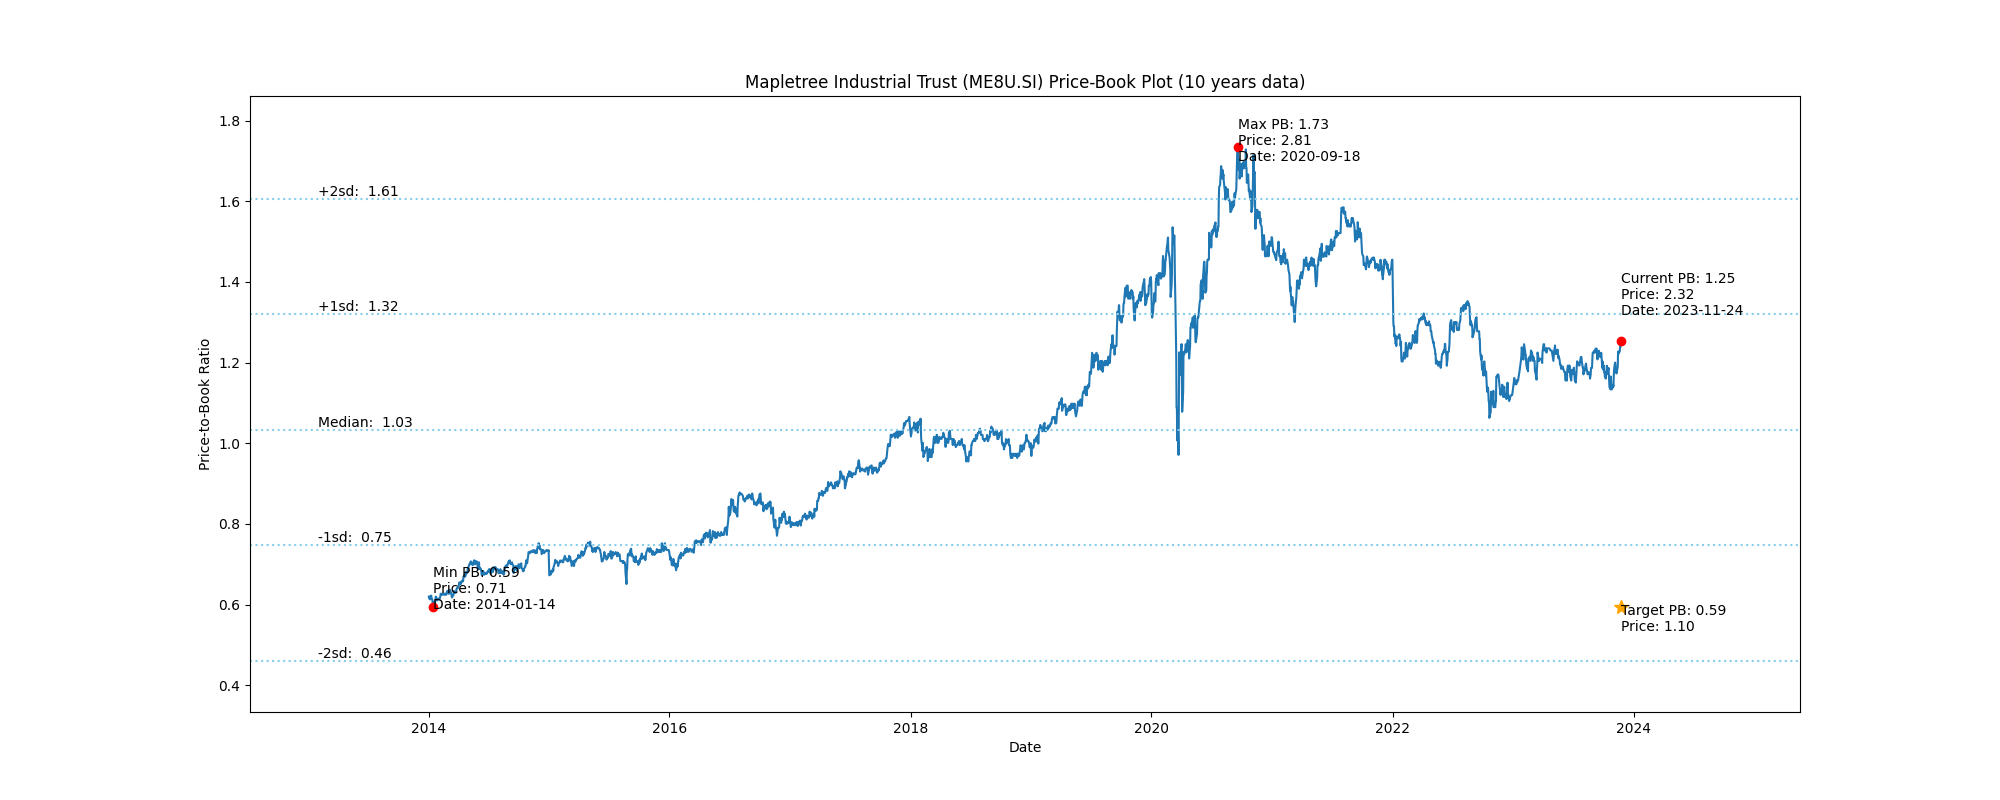 Mapletree Industrial Trust (ME8U.SI) Price-Book Plot (10 years data)
Price-to-Book Ratio
1.8
1.6
1.4
1.2
1.0
0.8
0.6
0.4
+2sd:  1.61
+1sd:  1.32
Median:  1.03
-1sd:  0.75
-2sd:  0.46
Min PB: 0.59
Price: 0.71
Date: 2014-01-14
Max PB: 1.73
Price: 2.81
Date: 2020-09-18
Current PB: 1.25
Price: 2.32
Date: 2023-11-24
Target PB: 0.59
Price: 1.10
2014
2016
2018
2020
2022
2024
Date